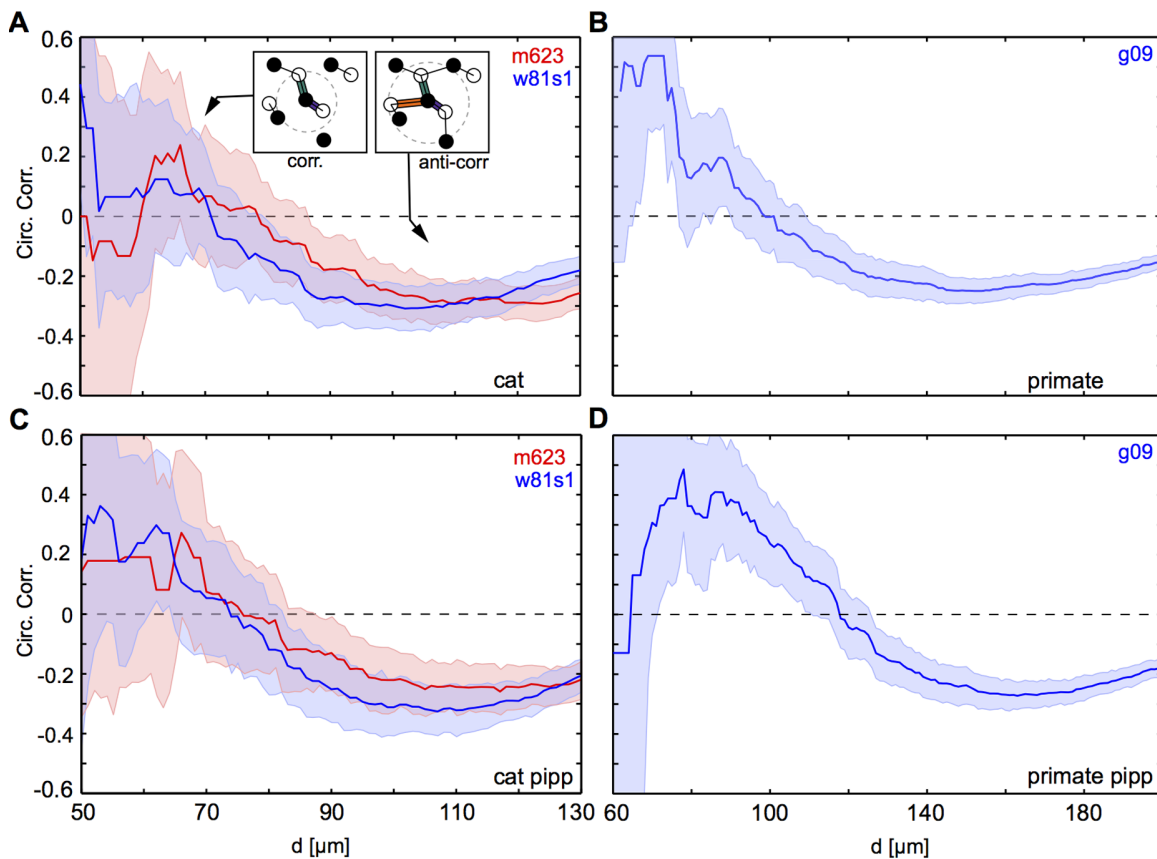 A
B
0.6
0.4
0.2
0
-0.2
-0.4
-0.6
Circ. Corr.
m623
w81s1
corr.
anti-corr
cat
g09
primate
C
D
0.6
0.4
0.2
0
-0.2
-0.4
-0.6
Circ. Corr.
m623
w81s1
cat pipp
g09
primate pipp
50
70
90
110
130
d [μm]
60
100
140
180
d [μm]